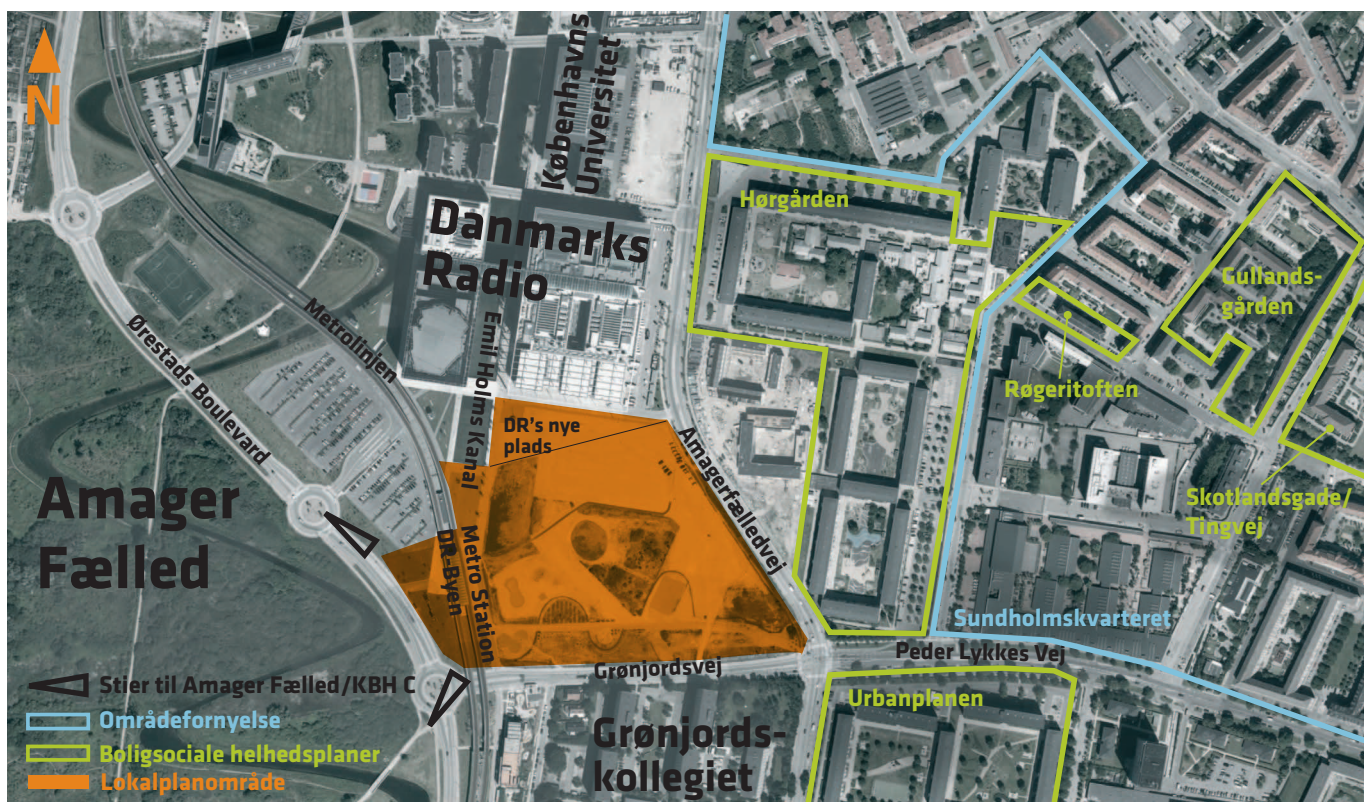 N
Københavns
Universitet
Danmarks
Radio
Hørgården
Gullands-
gården
Røgeritoften
Skotlandsgade/
Tingvej
Metrolinjen
Ørestads Boulevard
Emil Holms Kanal
DR's nye
plads
Amagerfælledvej
Amager
Fælled
Metro Station
DR-Byen
Sundholmskvarteret
Grønjordsvej
Peder Lykkes Vej
Urbanplanen
Grønjords-
kollegiet
Stier til Amager Fælled/KBH C
Områdefornyelse
Boligsociale helhedsplaner
Lokalplanområde